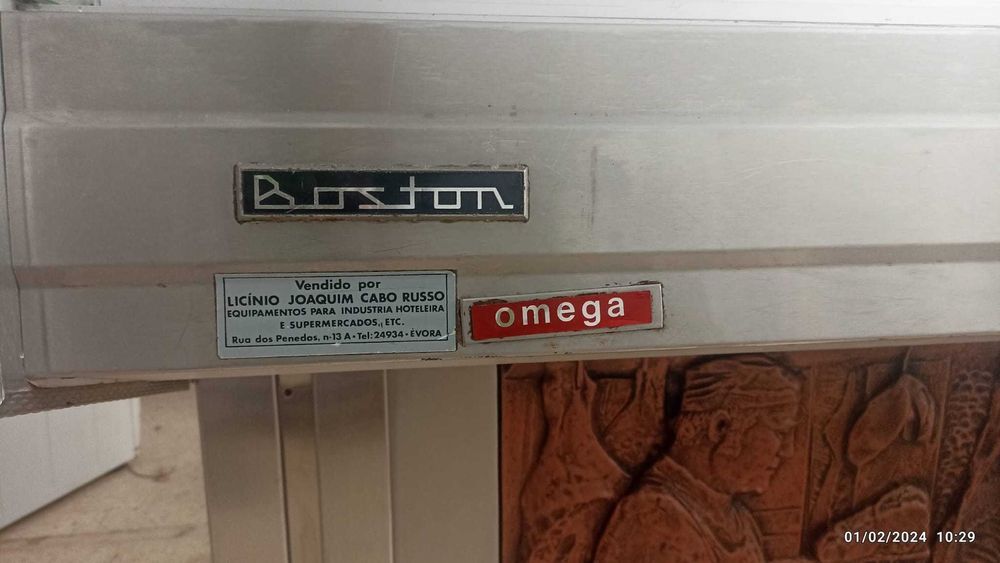 Boston
Vendido por
LICÍNIO JOAQUIM CABO RUSSO
EQUIPAMENTOS PARA INDUSTRIA HOTELEIRA
E SUPERMERCADOS, ETC.
Rua dos Penedos, n-13 A - Tel: 24934 - ÉVORA
omega
01/02/2024 10:29